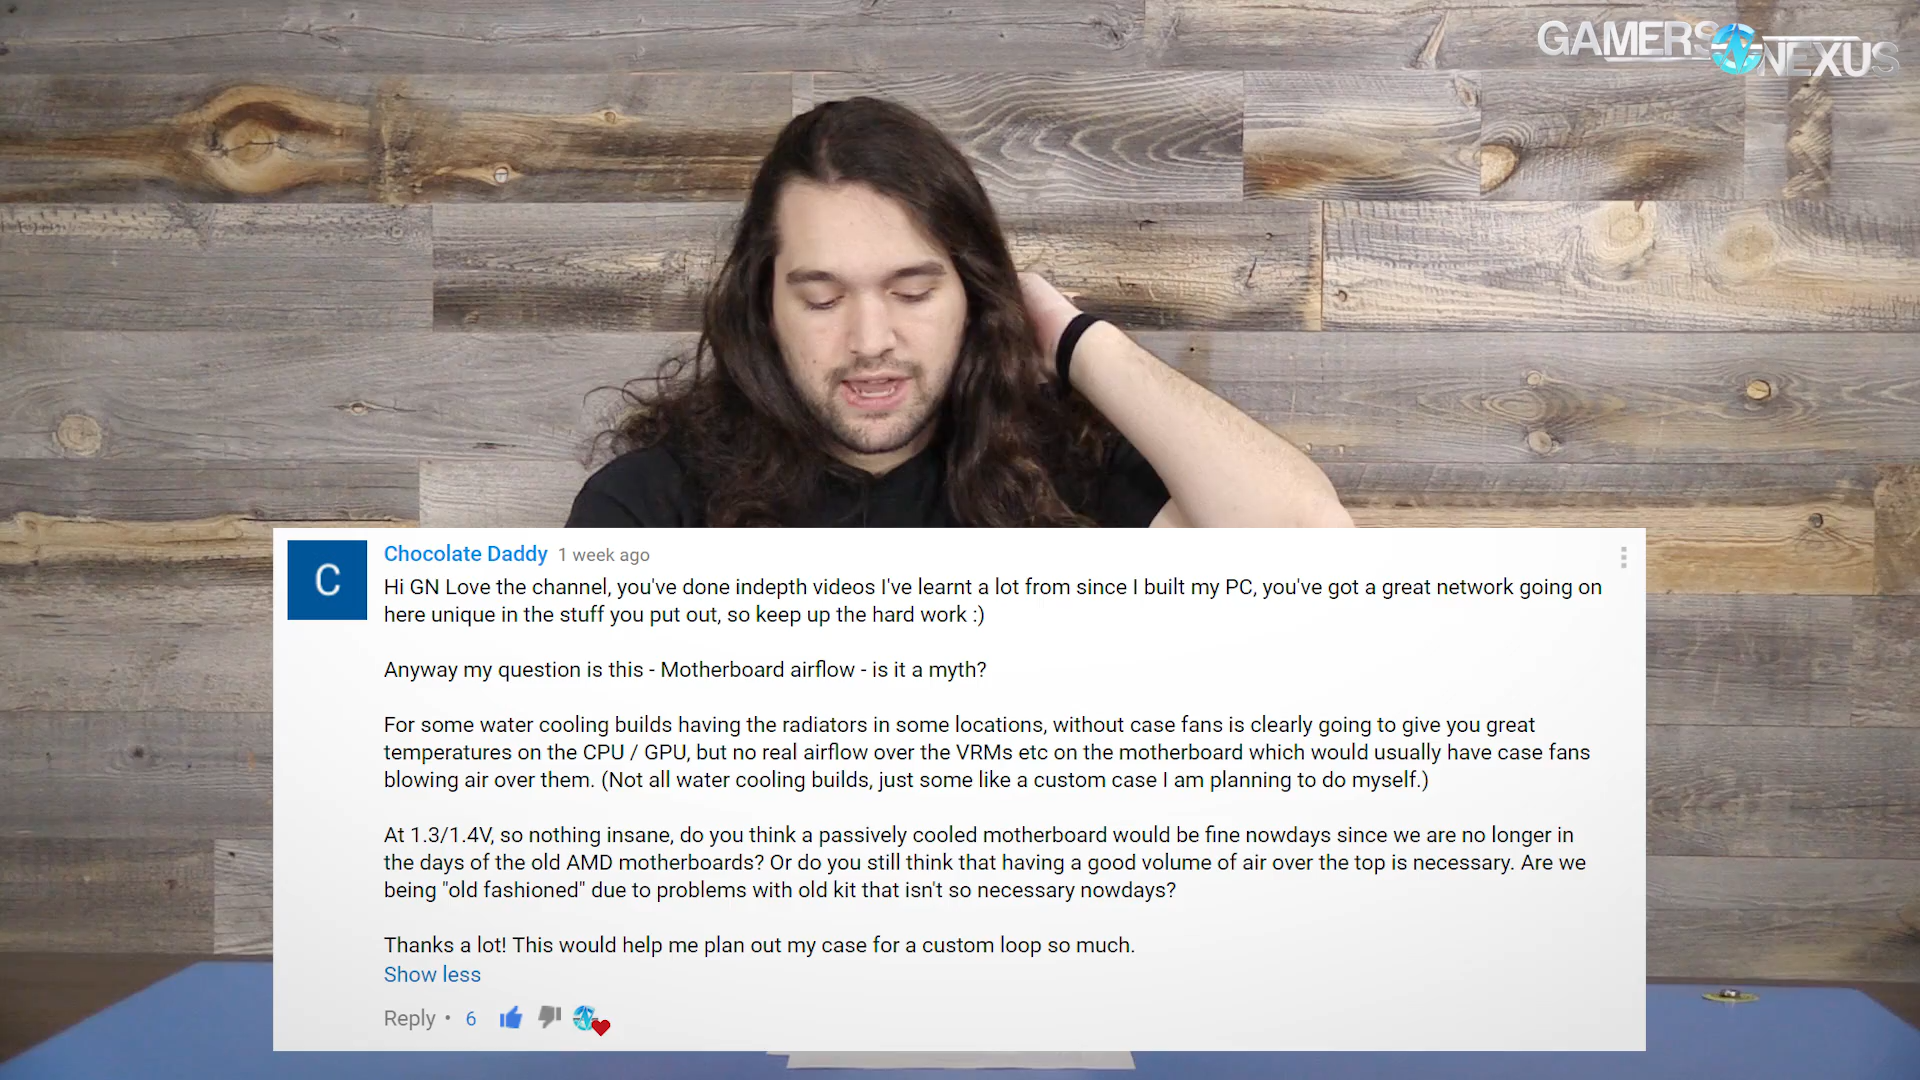 GAMERS NEXUS
C
Chocolate Daddy 1 week ago
Hi GN Love the channel, you've done indepth videos I've learnt a lot from since I built my PC, you've got a great network going on
here unique in the stuff you put out, so keep up the hard work :)
Anyway my question is this - Motherboard airflow - is it a myth?
For some water cooling builds having the radiators in some locations, without case fans is clearly going to give you great
temperatures on the CPU / GPU, but no real airflow over the VRMs etc on the motherboard which would usually have case fans
blowing air over them. (Not all water cooling builds, just some like a custom case I am planning to do myself.)
At 1.3/1.4V, so nothing insane, do you think a passively cooled motherboard would be fine nowdays since we are no longer in
the days of the old AMD motherboards? Or do you still think that having a good volume of air over the top is necessary. Are we
being "old fashioned" due to problems with old kit that isn't so necessary nowdays?
Thanks a lot! This would help me plan out my case for a custom loop so much.
Show less
Reply • 6